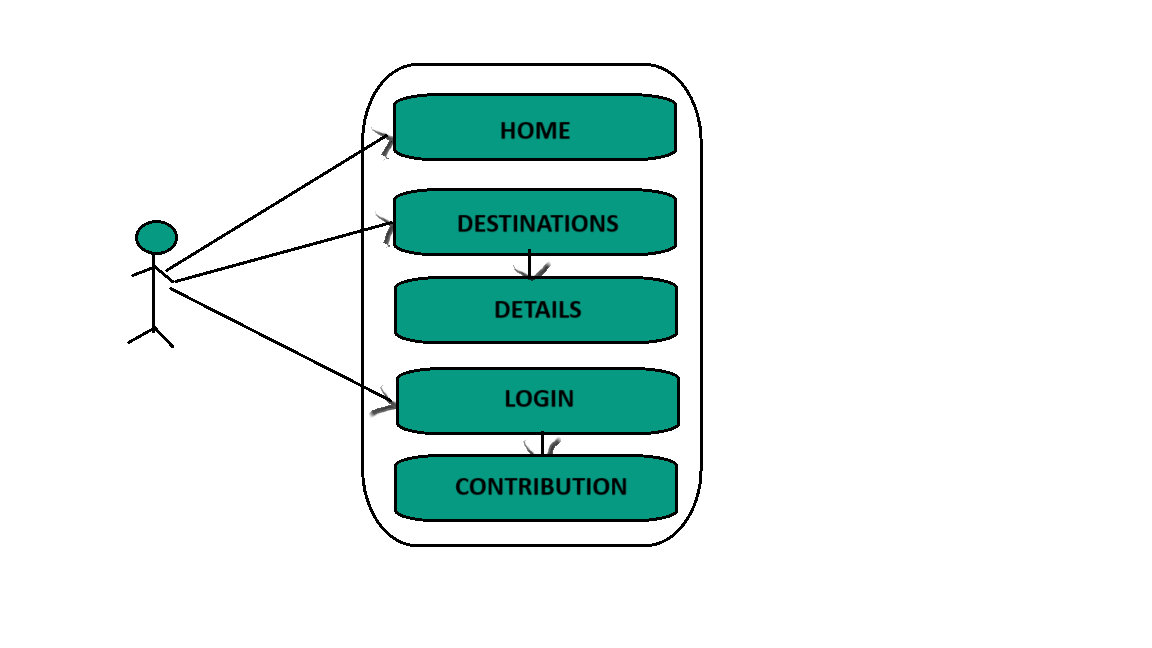 HOME
DESTINATIONS
DETAILS
LOGIN
CONTRIBUTION